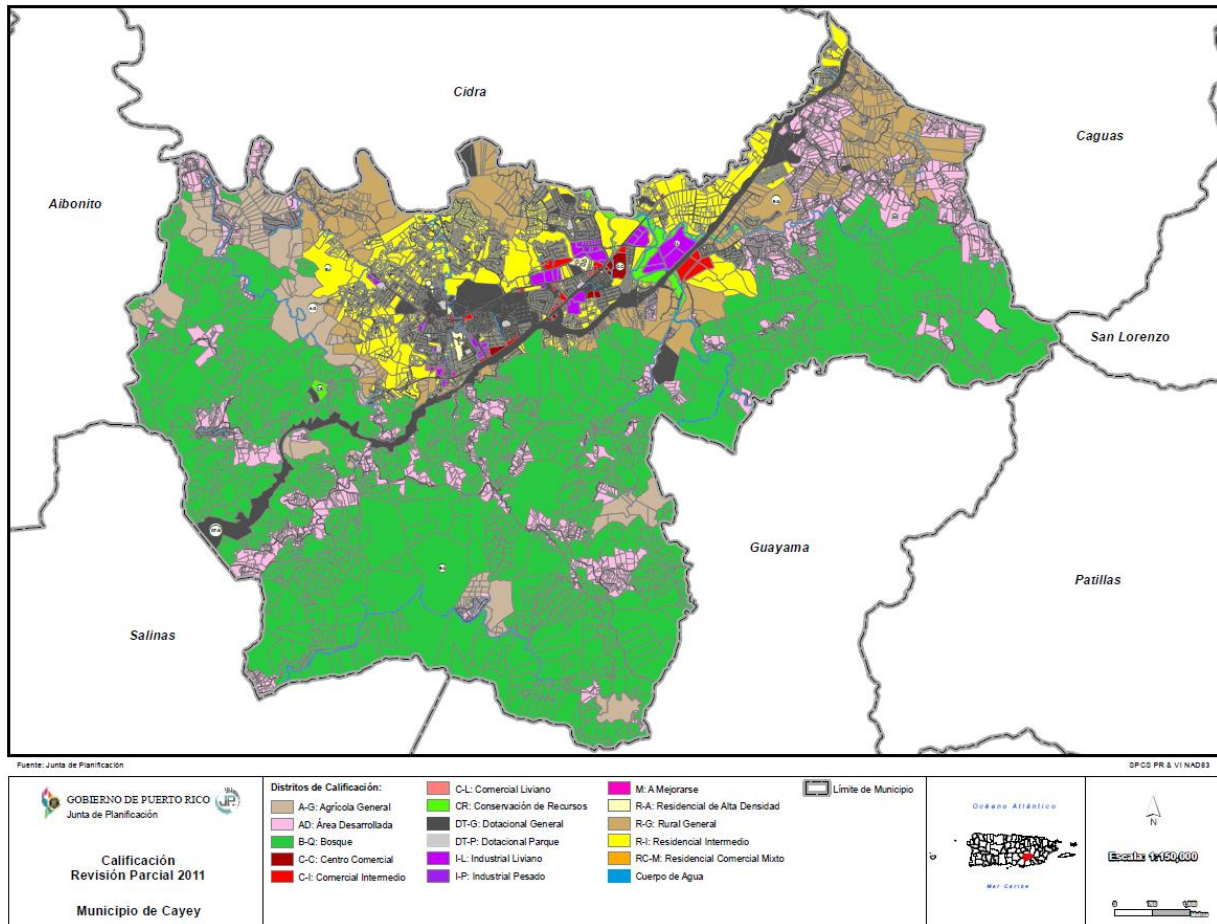 Cidra
Caguas
Aibonito
San Lorenzo
Guayama
Patillas
Salinas
Fuente: Junta de Planificación
SPCS PR & VI NAD83
GOBIERNO DE PUERTO RICO
Junta de Planificación
JP
Calificación
Revisión Parcial 2011
Municipio de Cayey
Distritos de Calificación:
A-G: Agrícola General
AD: Área Desarrollada
B-Q: Bosque
C-C: Centro Comercial
C-I: Comercial Intermedio
C-L: Comercial Liviano
CR: Conservación de Recursos
DT-G: Dotacional General
DT-P: Dotacional Parque
I-L: Industrial Liviano
I-P: Industrial Pesado
M: A Mejorarse
R-A: Residencial de Alta Densidad
R-G: Rural General
R-I: Residencial Intermedio
RC-M: Residencial Comercial Mixto
Cuerpo de Agua
Límite de Municipio
Océano Atlántico
Mar Caribe
N
Escala: 1:150,000
0
Metros